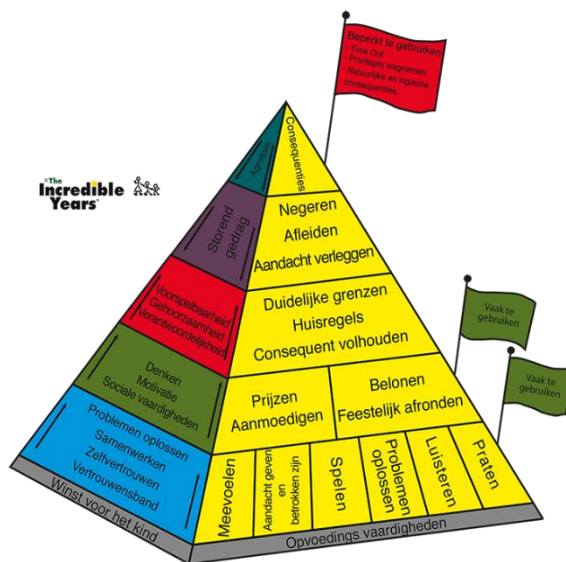 Beperkt te gebruiken
- Time Out
- Privileges wegnemen
- Natuurlijke en logische
consequenties
©The
Incredible
Years®
Agressie
Consequenties
Storend
gedrag
Negeren
Afleiden
Aandacht verleggen
Voorspelbaarheid
Gehoorzaamheid
Verantwoordelijkheid
Duidelijke grenzen
Huisregels
Consequent volhouden
Vaak te
gebruiken
Vaak te
gebruiken
Denken
Motivatie
Sociale vaardigheden
Prijzen
Aanmoedigen
Belonen
Feestelijk afronden
Problemen oplossen
Samenwerken
Zelfvertrouwen
Vertrouwensband
Meevoelen
Aandacht geven
en
betrokken zijn
Spelen
Problemen
oplossen
Luisteren
Praten
Winst voor het kind
Opvoedings vaardigheden